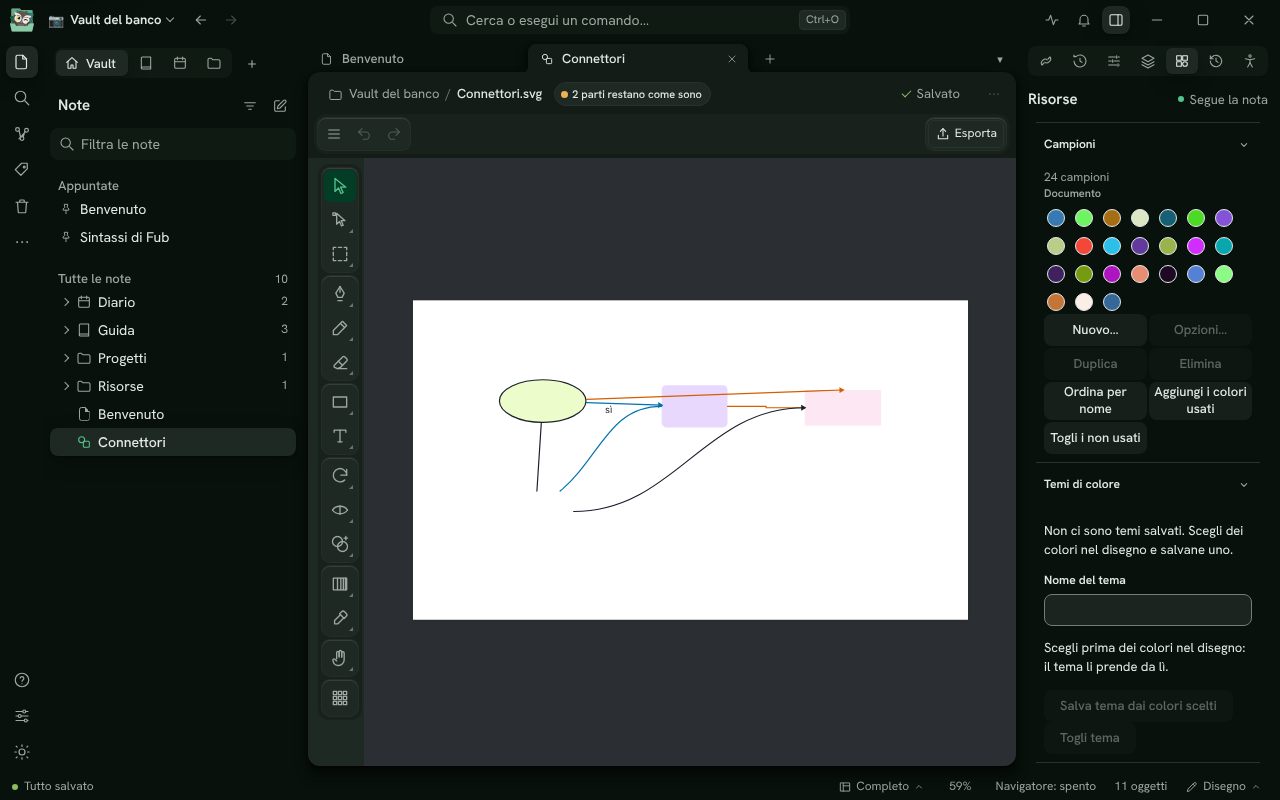 Vault del banco
Cerca o esegui un comando...
Ctrl+O
Vault
Benvenuto
Connettori
Note
Vault del banco / Connettori.svg
2 parti restano come sono
Salvato
Risorse
Segue la nota
Filtra le note
Esporta
Campioni
24 campioni
Documento
Appuntate
Benvenuto
Sintassi di Fub
Tutte le note 10
Diario 2
Guida 3
Progetti 1
Risorse 1
Benvenuto
Connettori
sì
Nuovo...
Opzioni...
Duplica
Elimina
Ordina per nome
Aggiungi i colori usati
Togli i non usati
Temi di colore
Non ci sono temi salvati. Scegli dei
colori nel disegno e salvane uno.
Nome del tema
Scegli prima dei colori nel disegno:
il tema li prende da lì.
Salva tema dai colori scelti
Togli tema
Tutto salvato
Completo
59%
Navigatore: spento
11 oggetti
Disegno